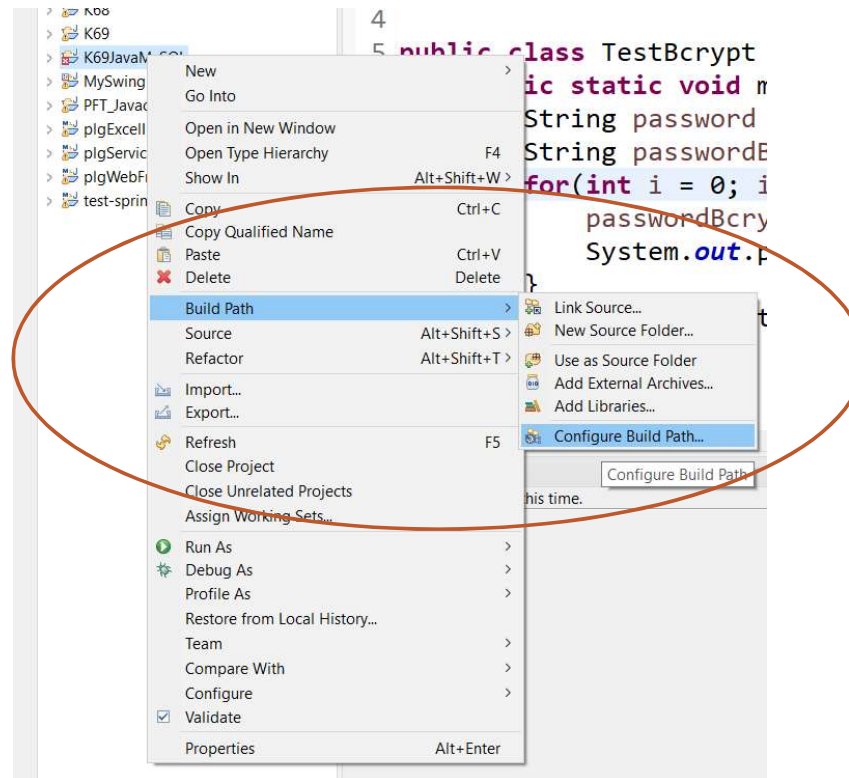 K68
K69
K69JavaMySQL
MySwing
PFT_Javac
plgExcell
plgServic
plgWebFr
test-sprin
4
5 public class TestBcrypt
ic static void m
String password
String passwordB
for(int i = 0; i
passwordBcry
System.out.p
}
t
New
Go Into
Open in New Window
Open Type Hierarchy F4
Show In Alt+Shift+W
Copy Ctrl+C
Copy Qualified Name
Paste Ctrl+V
Delete Delete
Build Path
Source Alt+Shift+S
Refactor Alt+Shift+T
Import...
Export...
Refresh F5
Close Project
Close Unrelated Projects
Assign Working Sets...
Run As
Debug As
Profile As
Restore from Local History...
Team
Compare With
Configure
Validate
Properties Alt+Enter
Link Source...
New Source Folder...
Use as Source Folder
Add External Archives...
Add Libraries...
Configure Build Path...
Configure Build Path
his time.